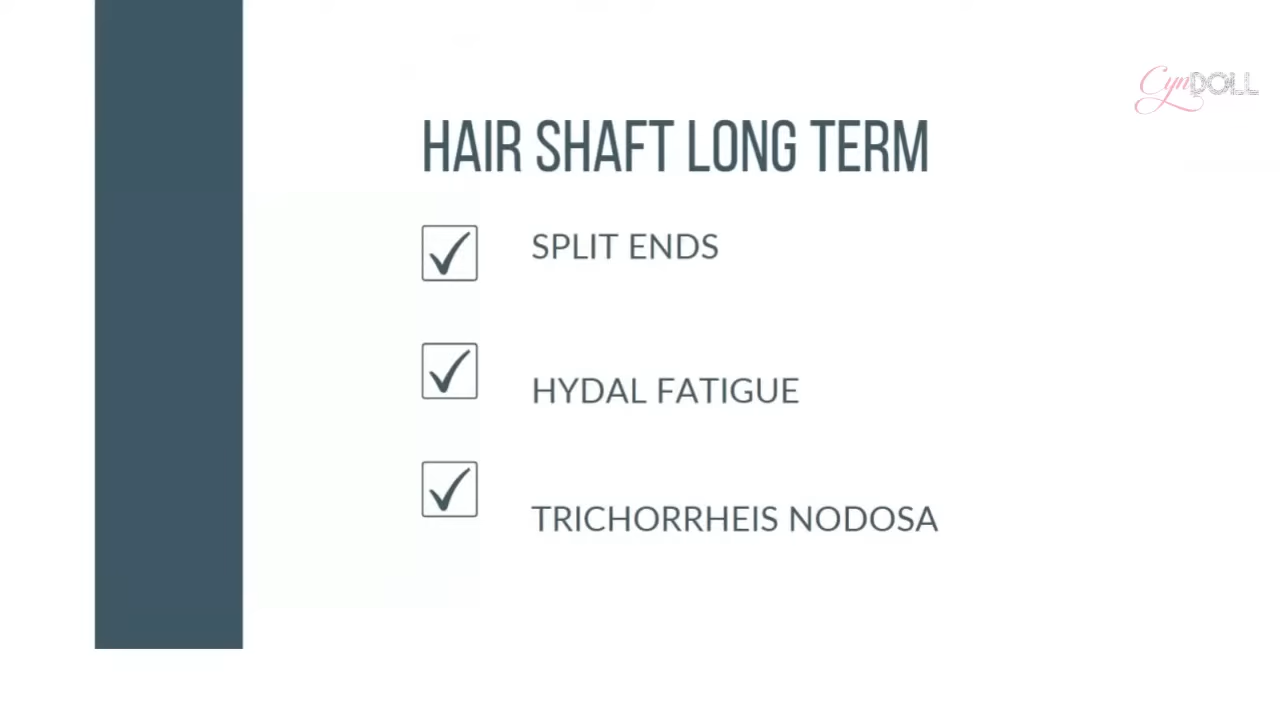 CynDOLL
HAIR SHAFT LONG TERM
SPLIT ENDS
HYDAL FATIGUE
TRICHORRHEIS NODOSA